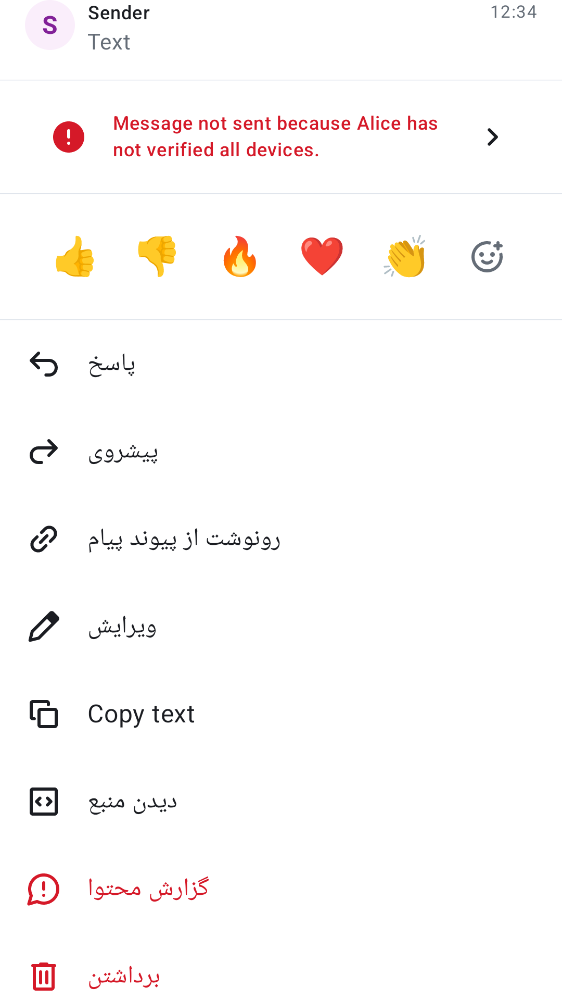 S
Sender
12:34
Text
Message not sent because Alice has
not verified all devices.
پاسخ
پیشروی
رونوشت از پیوند پیام
ویرایش
Copy text
دیدن منبع
گزارش محتوا
برداشتن